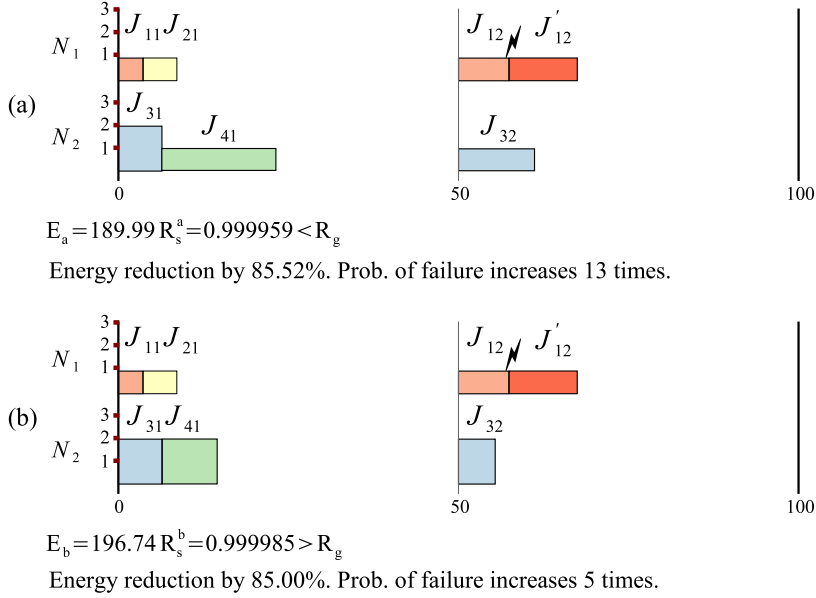 3
J₁₁ J₂₁ J₁₂ J′₁₂
N₁ 2
1
(a)
3 J₃₁
N₂ 2 J₄₁ J₃₂
1
0 50 100
Eₐ=189.99 Rₛᵃ=0.999959<R_g
Energy reduction by 85.52%. Prob. of failure increases 13 times.
3
J₁₁ J₂₁ J₁₂ J′₁₂
N₁ 2
1
(b)
3 J₃₁ J₄₁ J₃₂
N₂ 2
1
0 50 100
E_b=196.74 Rₛᵇ=0.999985>R_g
Energy reduction by 85.00%. Prob. of failure increases 5 times.